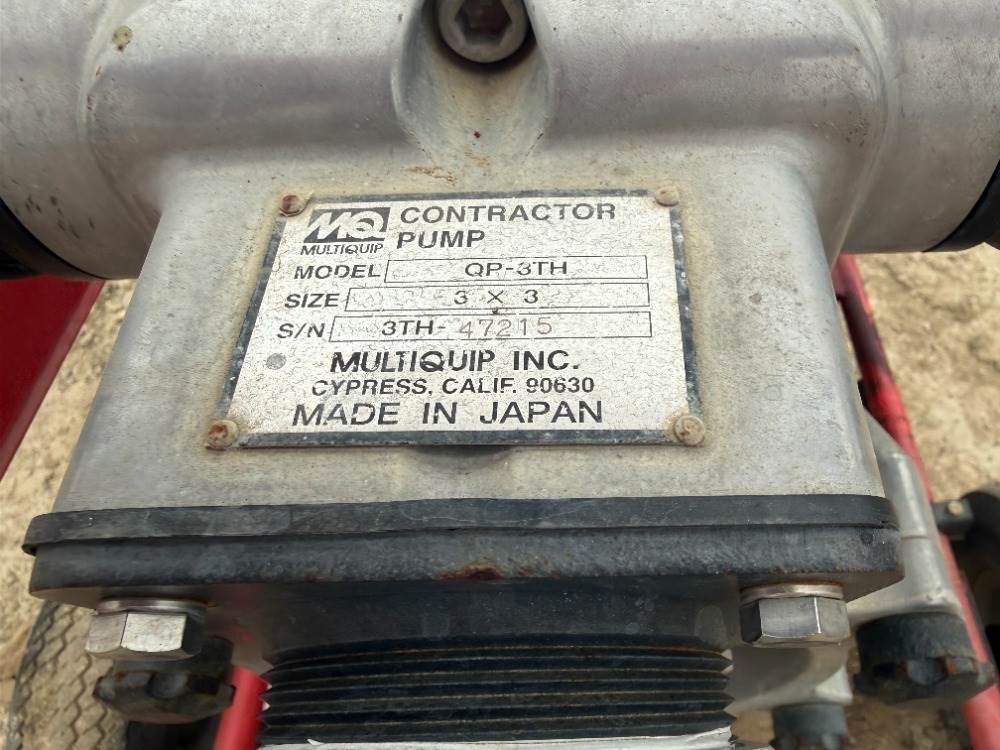 MQ CONTRACTOR
MULTIQUIP PUMP
MODEL QP-3TH
SIZE 3 X 3
S/N 3TH-47215
MULTIQUIP INC.
CYPRESS, CALIF. 90630
MADE IN JAPAN